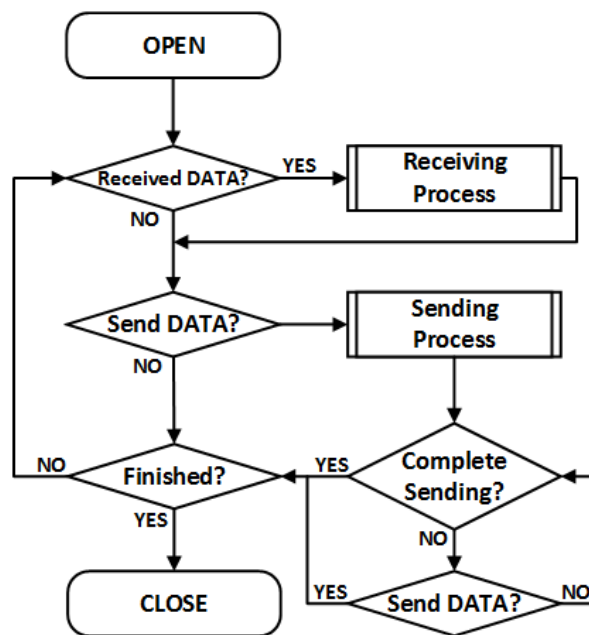 OPEN
Received DATA?
YES
Receiving
Process
NO
Send DATA?
Sending
Process
NO
Finished?
NO
YES
YES
Complete
Sending?
NO
CLOSE
YES
Send DATA?
NO